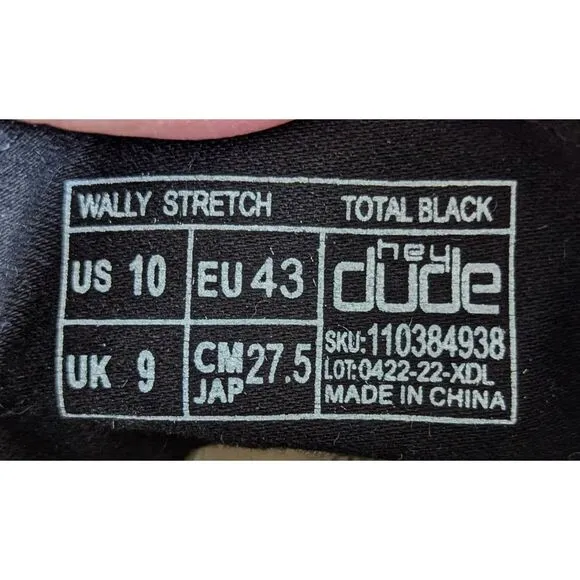 WALLY STRETCH TOTAL BLACK
US 10 EU 43 hey dude
UK 9 CM JAP 27.5 SKU:110384938
LOT:0422-22-XDL
MADE IN CHINA